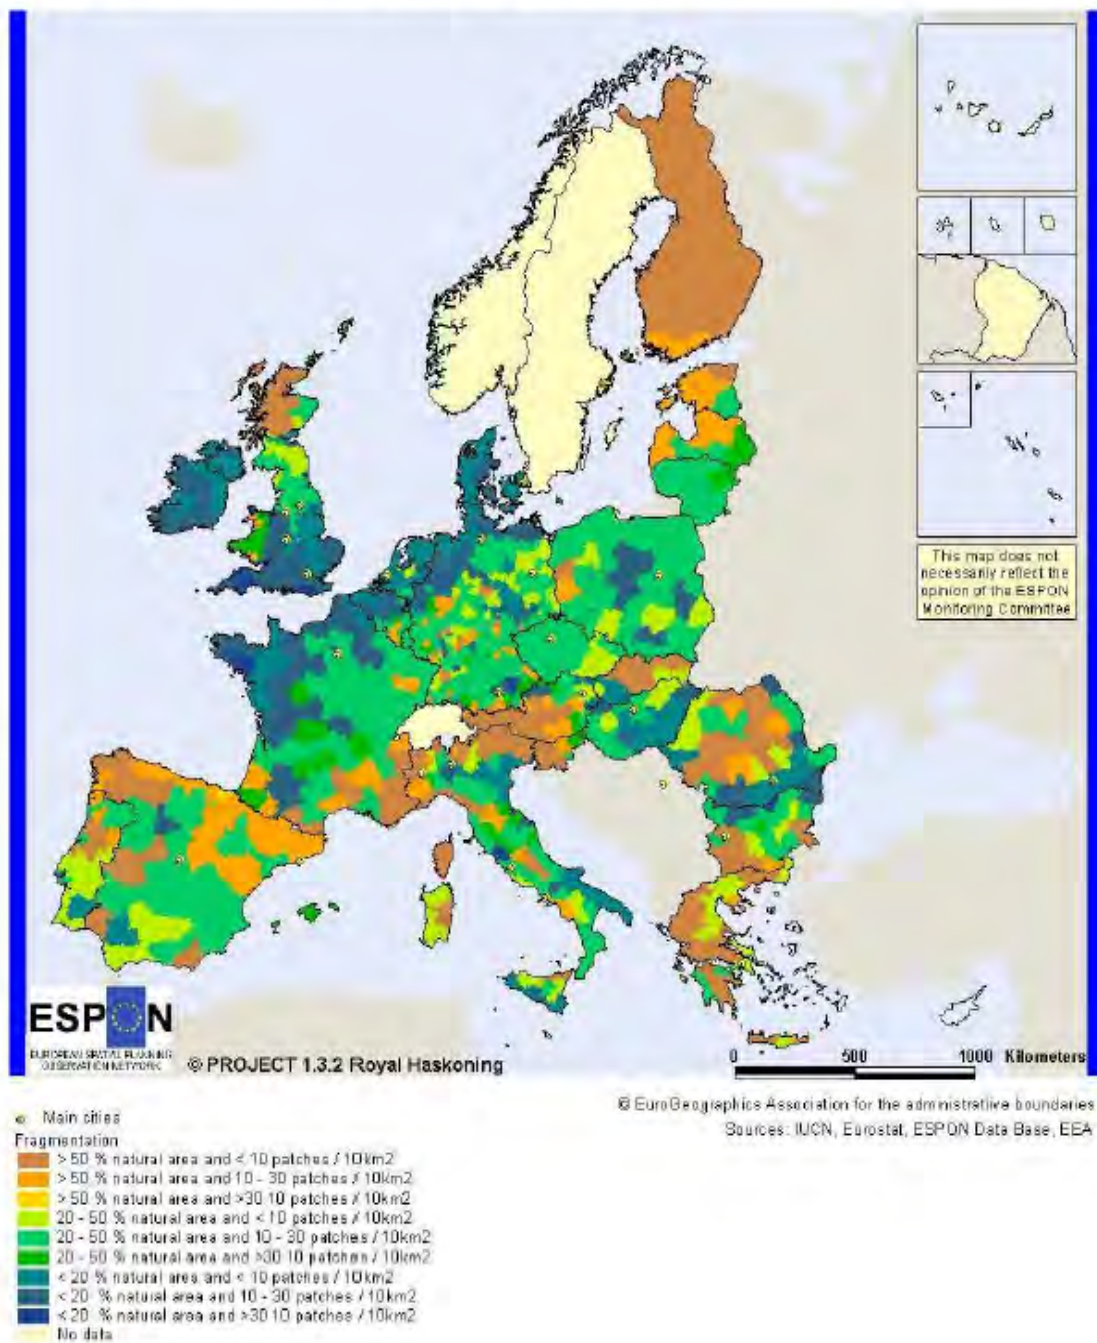 This map does not
necessarily reflect the
opinion of the ESPON
Monitoring Committee
ESPON
EUROPEAN SPATIAL PLANNING
OBSERVATION NETWORK
© PROJECT 1.3.2 Royal Haskoning
0 500 1000 Kilometers
© EuroGeographics Association for the administrative boundaries
Sources: IUCN, Eurostat, ESPON Data Base, EEA
Main cities
Fragmentation
> 50 % natural area and < 10 patches / 10km2
> 50 % natural area and 10 - 30 patches / 10km2
> 50 % natural area and >30 10 patches / 10km2
20 - 50 % natural area and < 10 patches / 10km2
20 - 50 % natural area and 10 - 30 patches / 10km2
20 - 50 % natural area and >30 10 patches / 10km2
< 20 % natural area and < 10 patches / 10km2
< 20 % natural area and 10 - 30 patches / 10km2
< 20 % natural area and >30 10 patches / 10km2
No data